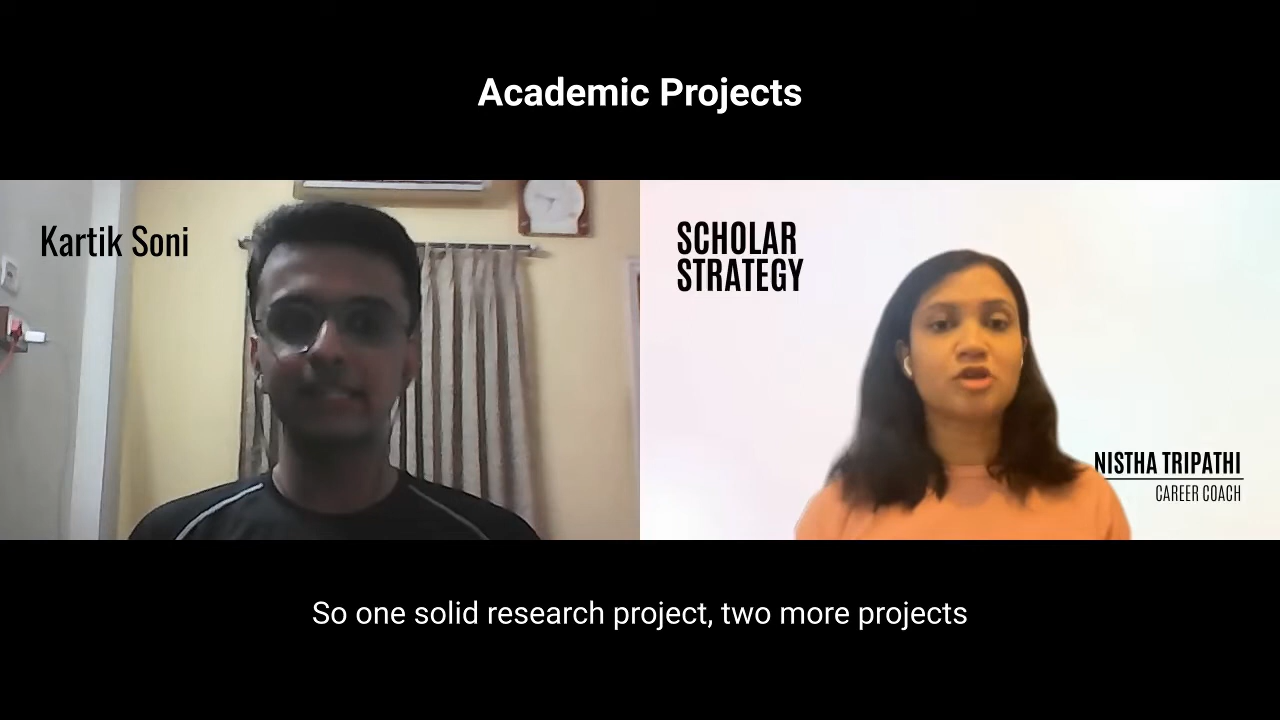 Academic Projects
Kartik Soni
SCHOLAR
STRATEGY
NISTHA TRIPATHI
CAREER COACH
So one solid research project, two more projects